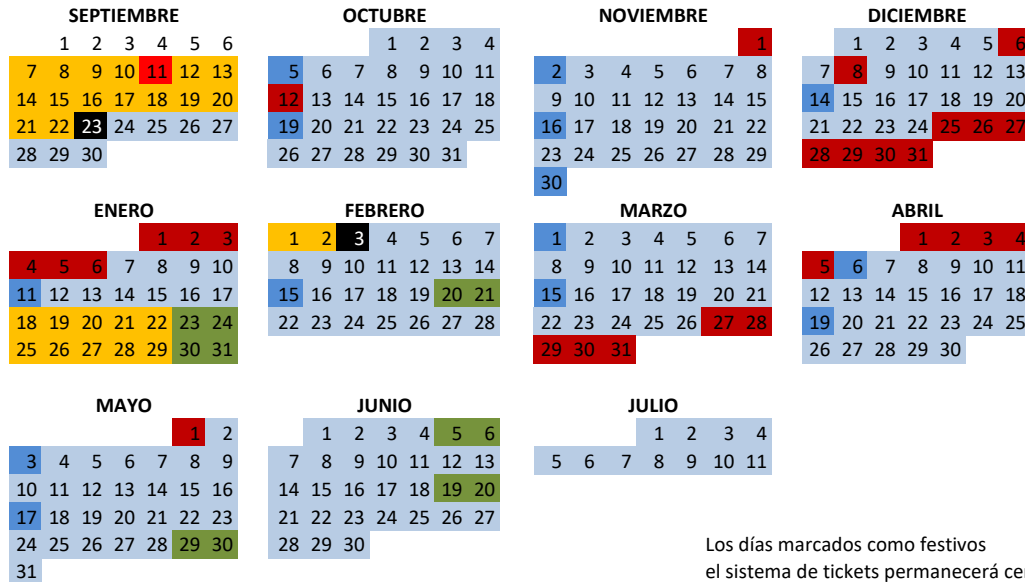 SEPTIEMBRE OCTUBRE NOVIEMBRE DICIEMBRE
1 2 3 4 5 6 1 2 3 4 1 1 2 3 4 5 6
7 8 9 10 11 12 13 5 6 7 8 9 10 11 2 3 4 5 6 7 8 7 8 9 10 11 12 13
14 15 16 17 18 19 20 12 13 14 15 16 17 18 9 10 11 12 13 14 15 14 15 16 17 18 19 20
21 22 23 24 25 26 27 19 20 21 22 23 24 25 16 17 18 19 20 21 22 21 22 23 24 25 26 27
28 29 30 26 27 28 29 30 31 23 24 25 26 27 28 29 28 29 30 31
30
ENERO FEBRERO MARZO ABRIL
1 2 3 1 2 3 4 5 6 7 1 2 3 4 5 6 7 1 2 3 4
4 5 6 7 8 9 10 8 9 10 11 12 13 14 8 9 10 11 12 13 14 5 6 7 8 9 10 11
11 12 13 14 15 16 17 15 16 17 18 19 20 21 15 16 17 18 19 20 21 12 13 14 15 16 17 18
18 19 20 21 22 23 24 22 23 24 25 26 27 28 22 23 24 25 26 27 28 19 20 21 22 23 24 25
25 26 27 28 29 30 31 29 30 31 26 27 28 29 30
MAYO JUNIO JULIO
1 2 1 2 3 4 5 6 1 2 3 4
3 4 5 6 7 8 9 7 8 9 10 11 12 13 5 6 7 8 9 10 11
10 11 12 13 14 15 16 14 15 16 17 18 19 20
17 18 19 20 21 22 23 21 22 23 24 25 26 27
24 25 26 27 28 29 30 28 29 30
31
Los días marcados como festivos
el sistema de tickets permanecerá